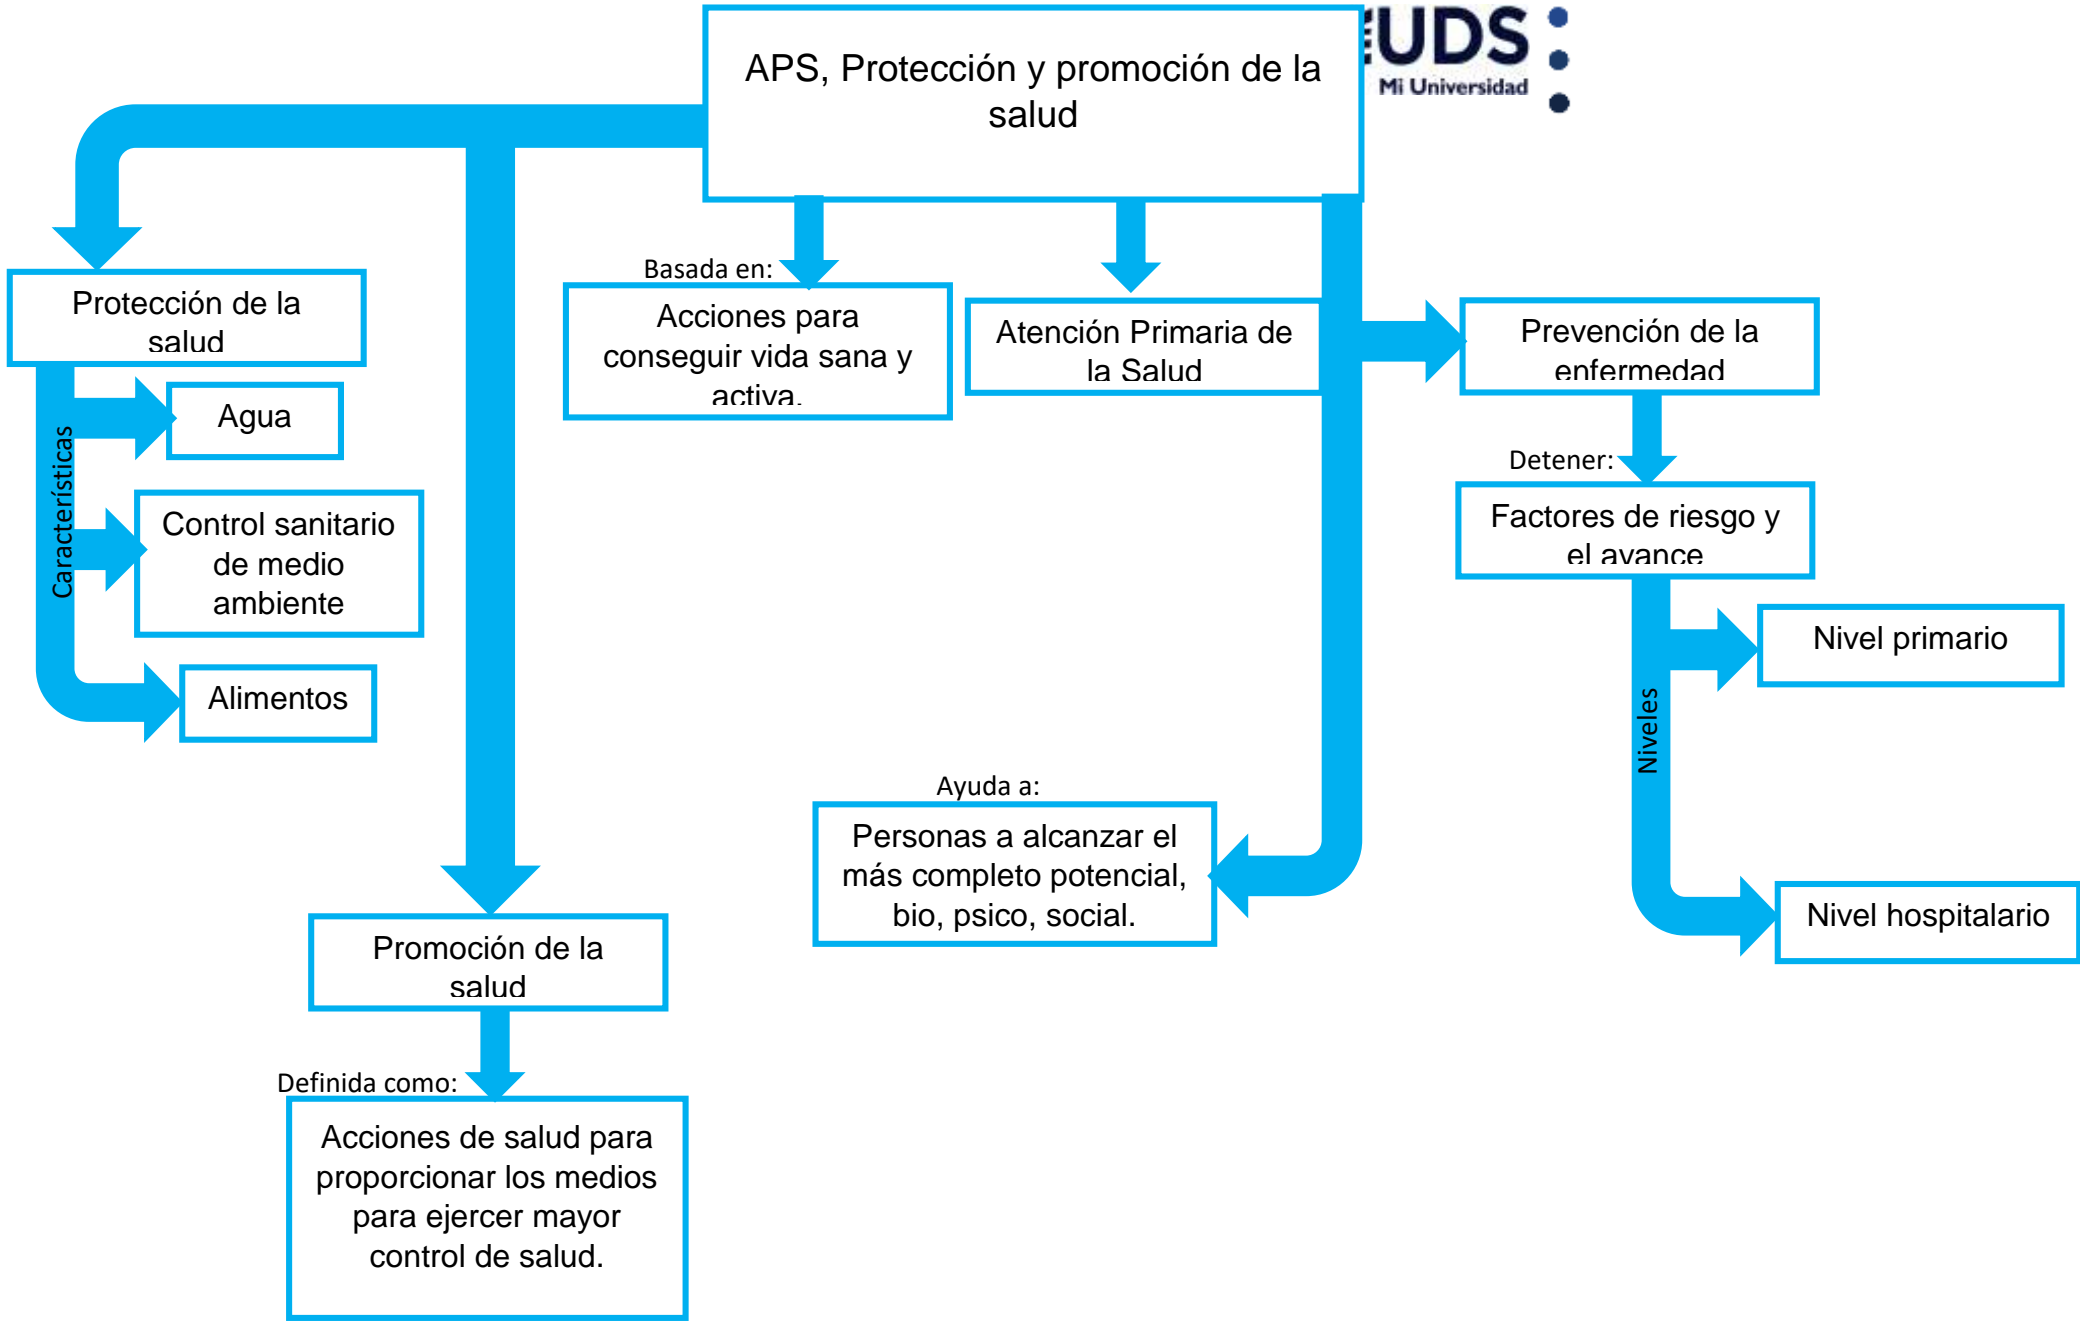 UDS
Mi Universidad
APS, Protección y promoción de la
salud
Protección de la
salud
Características
Agua
Control sanitario
de medio
ambiente
Alimentos
Basada en:
Acciones para
conseguir vida sana y
activa.
Atención Primaria de
la Salud
Prevención de la
enfermedad
Detener:
Factores de riesgo y
el avance
Niveles
Nivel primario
Nivel hospitalario
Ayuda a:
Personas a alcanzar el
más completo potencial,
bio, psico, social.
Promoción de la
salud
Definida como:
Acciones de salud para
proporcionar los medios
para ejercer mayor
control de salud.